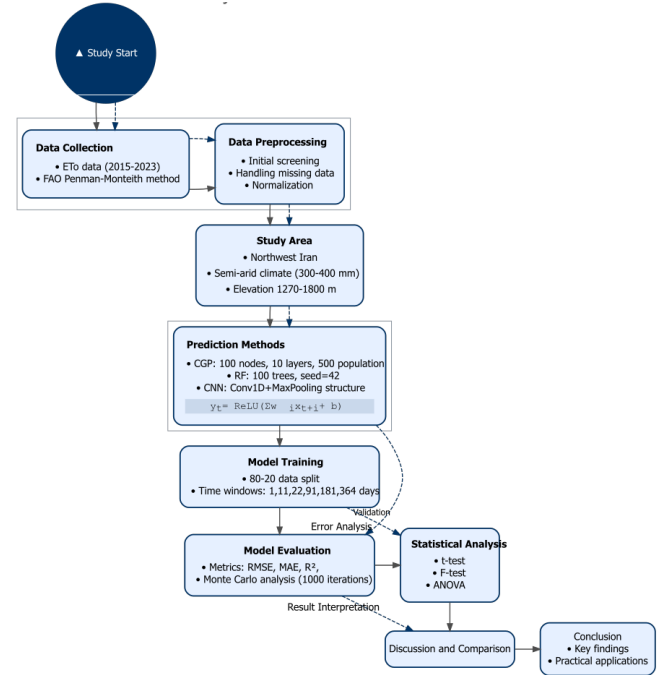 ▲ Study Start
Data Collection
• ETo data (2015-2023)
• FAO Penman-Monteith method
Data Preprocessing
• Initial screening
• Handling missing data
• Normalization
Study Area
• Northwest Iran
• Semi-arid climate (300-400 mm)
• Elevation 1270-1800 m
Prediction Methods
• CGP: 100 nodes, 10 layers, 500 population
• RF: 100 trees, seed=42
• CNN: Conv1D+MaxPooling structure
yt= ReLU(Σw ixt+i+ b)
Model Training
• 80-20 data split
• Time windows: 1,11,22,91,181,364 days
Validation
Error Analysis
Model Evaluation
• Metrics: RMSE, MAE, R²,
• Monte Carlo analysis (1000 iterations)
Statistical Analysis
• t-test
• F-test
• ANOVA
Result Interpretation
Discussion and Comparison
Conclusion
• Key findings
• Practical applications